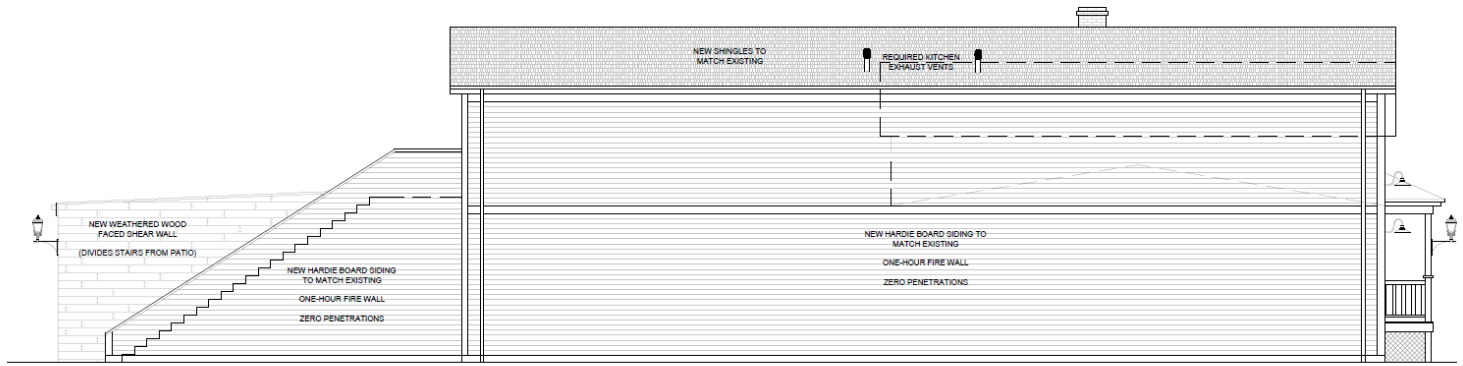 NEW SHINGLES TO
MATCH EXISTING
REQUIRED KITCHEN
EXHAUST VENTS
NEW WEATHERED WOOD
FACED SHEAR WALL
(DIVIDES STAIRS FROM PATIO)
NEW HARDIE BOARD SIDING
TO MATCH EXISTING
ONE-HOUR FIRE WALL
ZERO PENETRATIONS
NEW HARDIE BOARD SIDING TO
MATCH EXISTING
ONE-HOUR FIRE WALL
ZERO PENETRATIONS